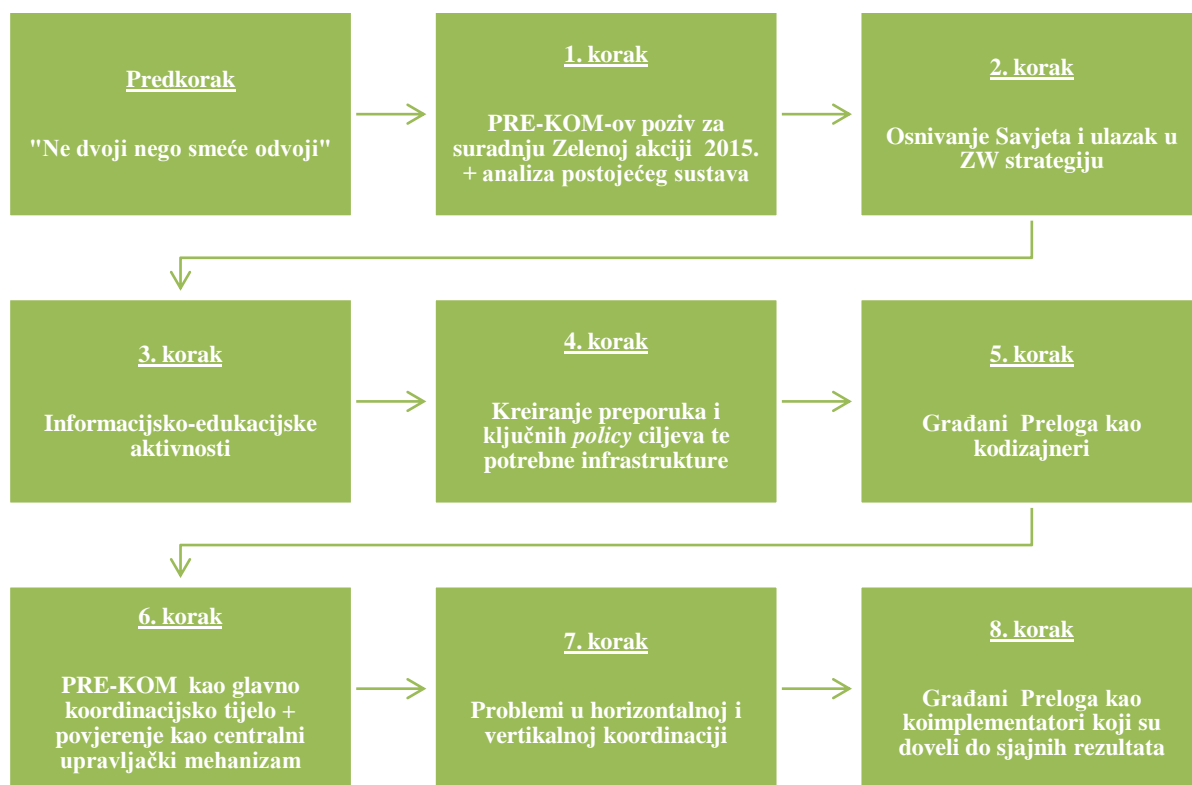 Predkorak
"Ne dvoji nego smeće odvoji"
1. korak
PRE-KOM-ov poziv za
suradnju Zelenoj akciji 2015.
+ analiza postojećeg sustava
2. korak
Osnivanje Savjeta i ulazak u
ZW strategiju
3. korak
Informacijsko-edukacijske
aktivnosti
4. korak
Kreiranje preporuka i
ključnih policy ciljeva te
potrebne infrastrukture
5. korak
Građani Preloga kao
kodizajneri
6. korak
PRE-KOM kao glavno
koordinacijsko tijelo +
povjerenje kao centralni
upravljački mehanizam
7. korak
Problemi u horizontalnoj i
vertikalnoj koordinaciji
8. korak
Građani Preloga kao
koimplementatori koji su
doveli do sjajnih rezultata